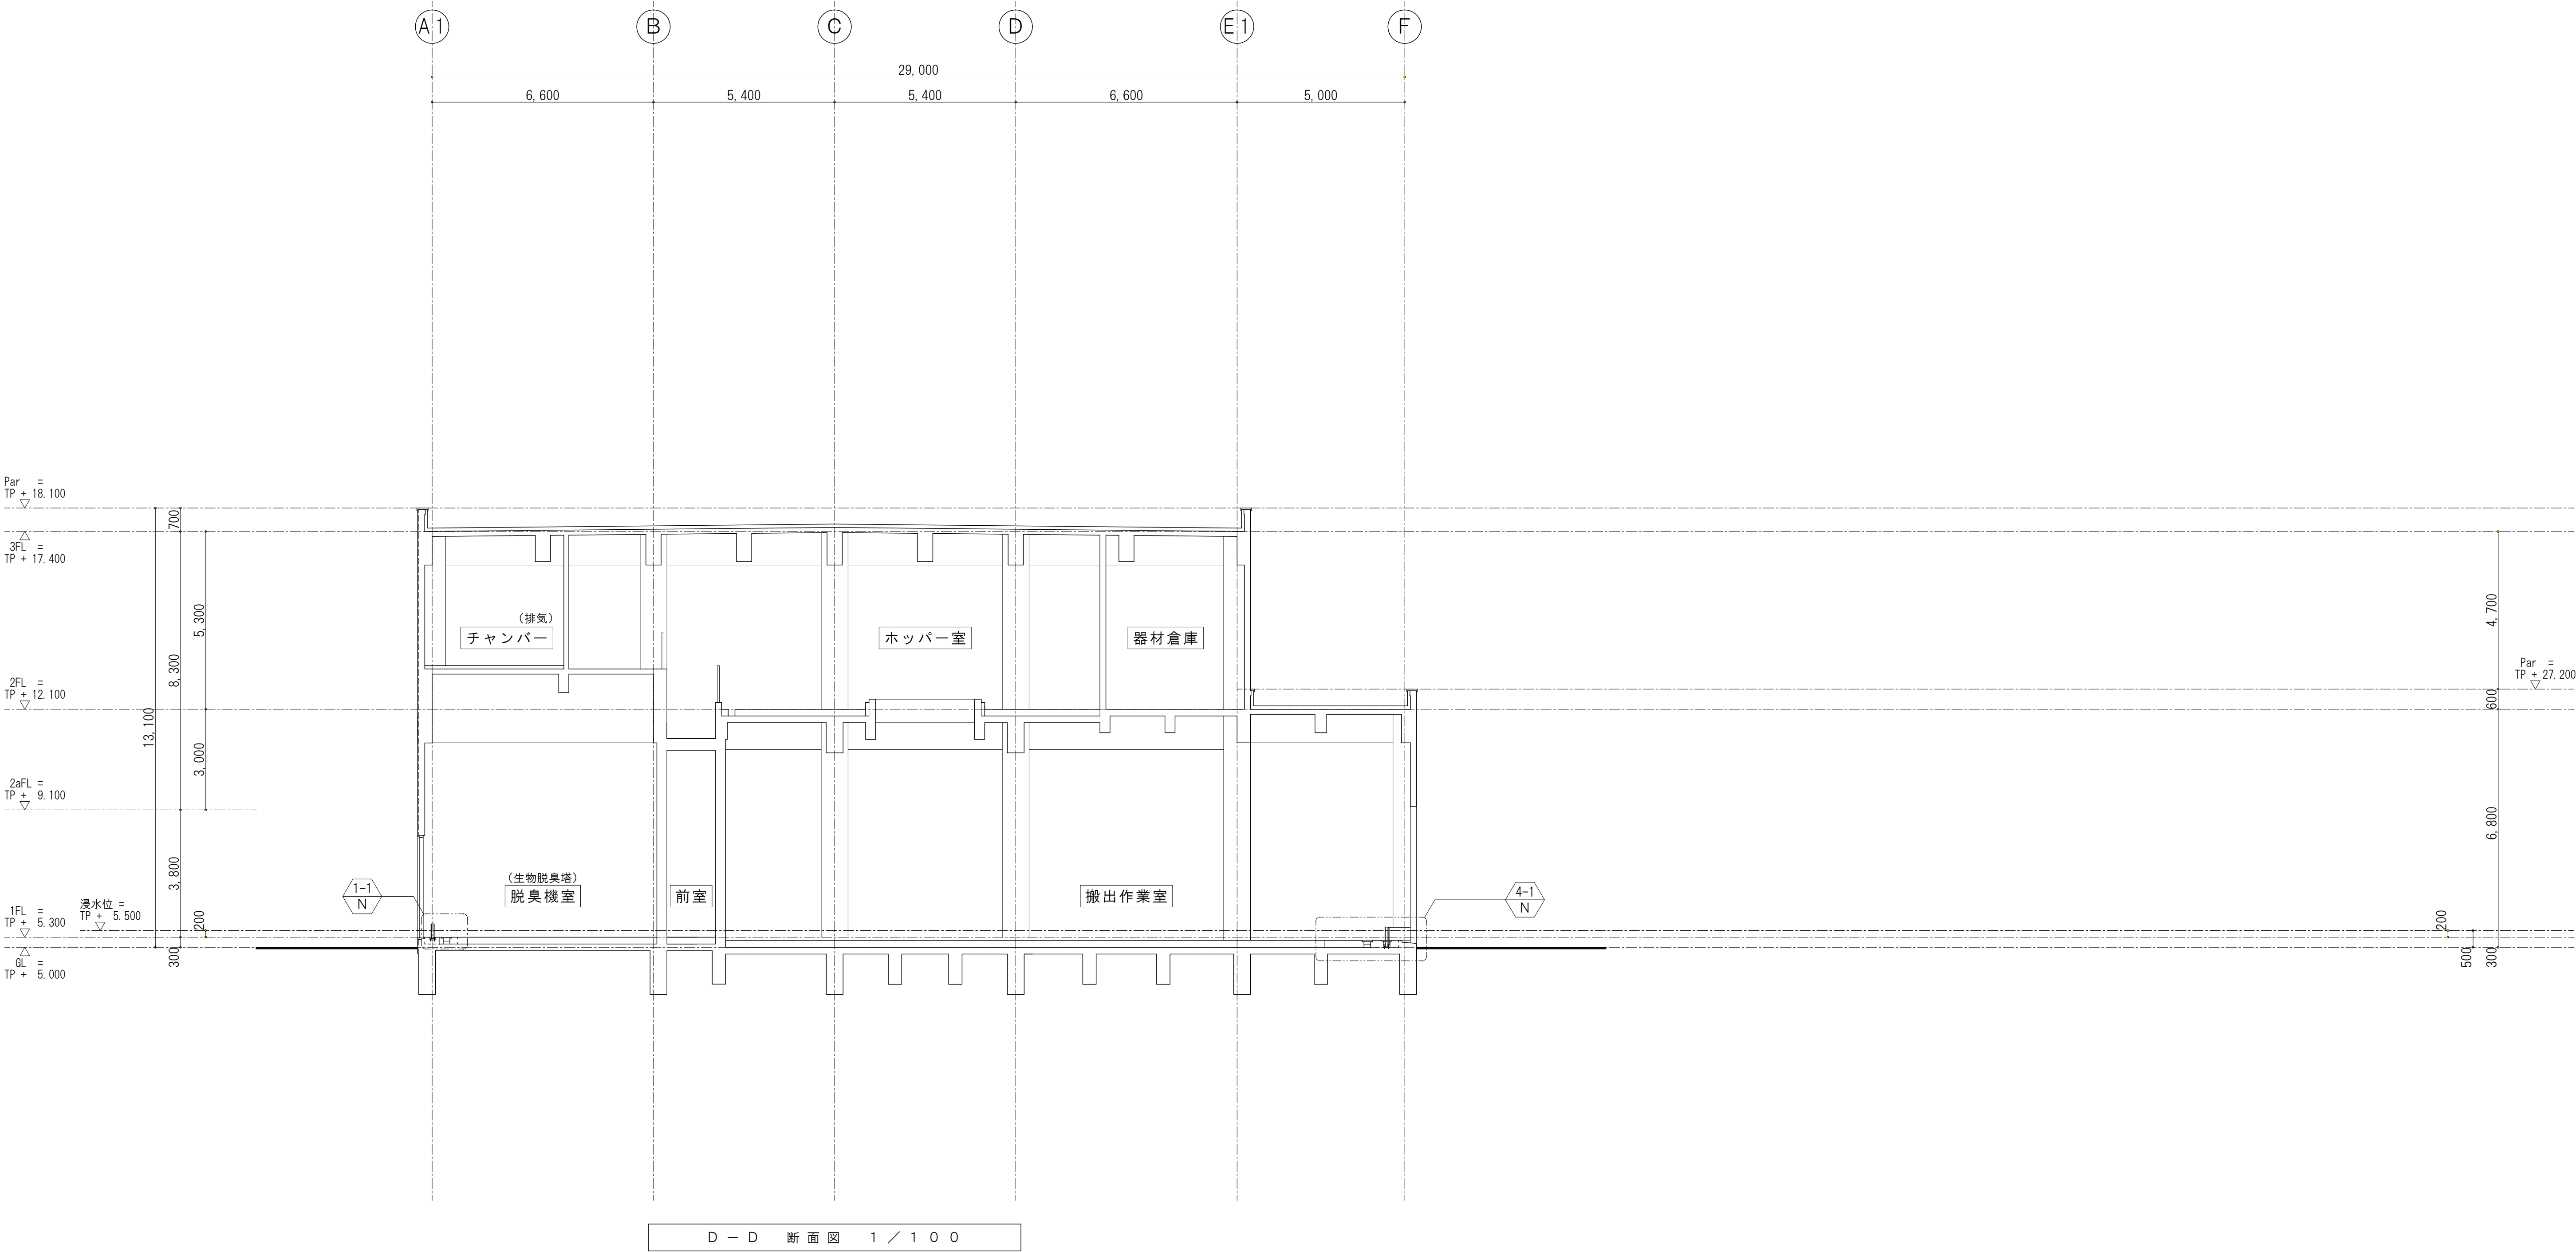 A1
B
C
D
E1
F
29,000
6,600
5,400
5,400
6,600
5,000
Par =
TP + 18.100
3FL =
TP + 17.400
2FL =
TP + 12.100
2aFL =
TP + 9.100
1FL =
TP + 5.300
浸水位 =
TP + 5.500
GL =
TP + 5.000
13,100
700
8,300
3,800
300
5,300
3,000
200
1-1
N
(排気)
チャンバー
ホッパー室
器材倉庫
(生物脱臭塔)
脱臭機室
前室
搬出作業室
4-1
N
4,700
600
6,800
300
500
200
Par =
TP + 27.200
D-D 断面図 1/100